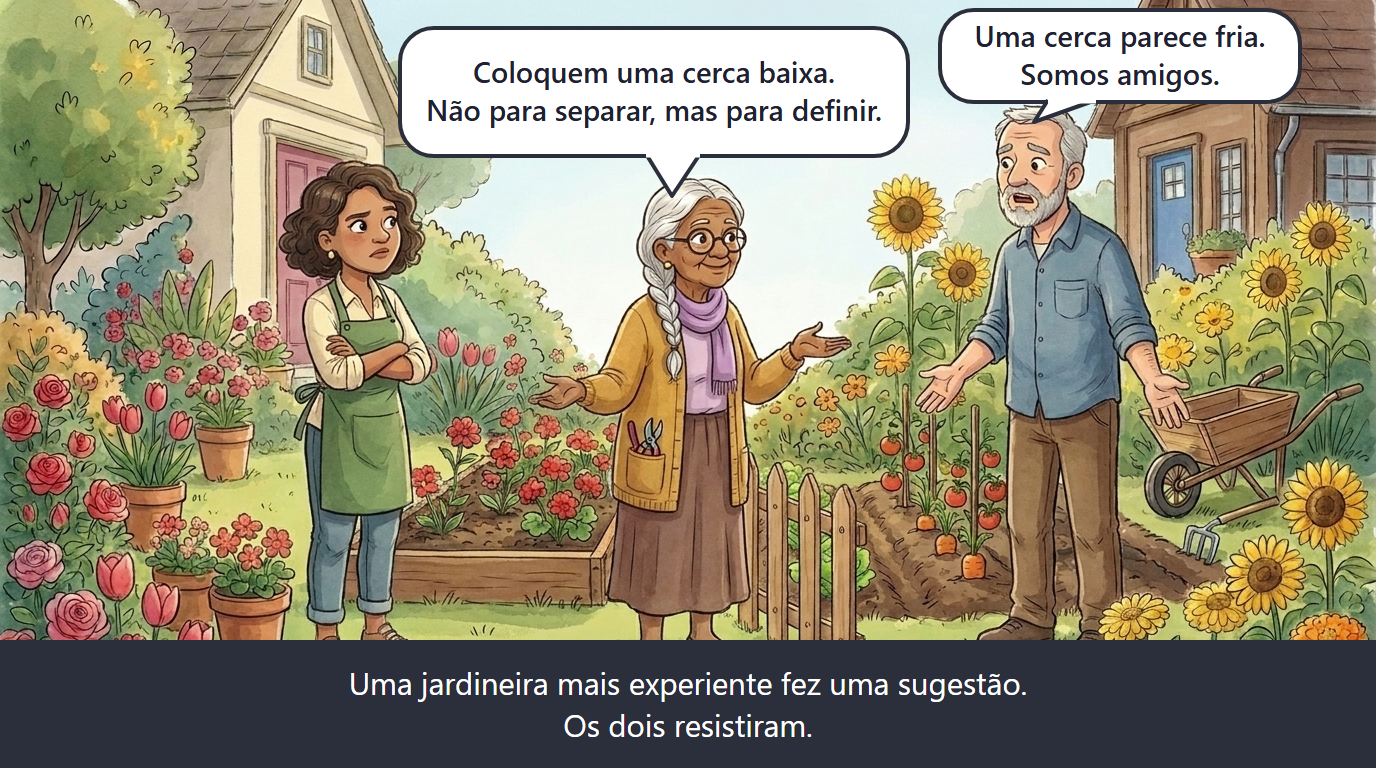 Coloquem uma cerca baixa.
Não para separar, mas para definir.
Uma cerca parece fria.
Somos amigos.
Uma jardineira mais experiente fez uma sugestão.
Os dois resistiram.